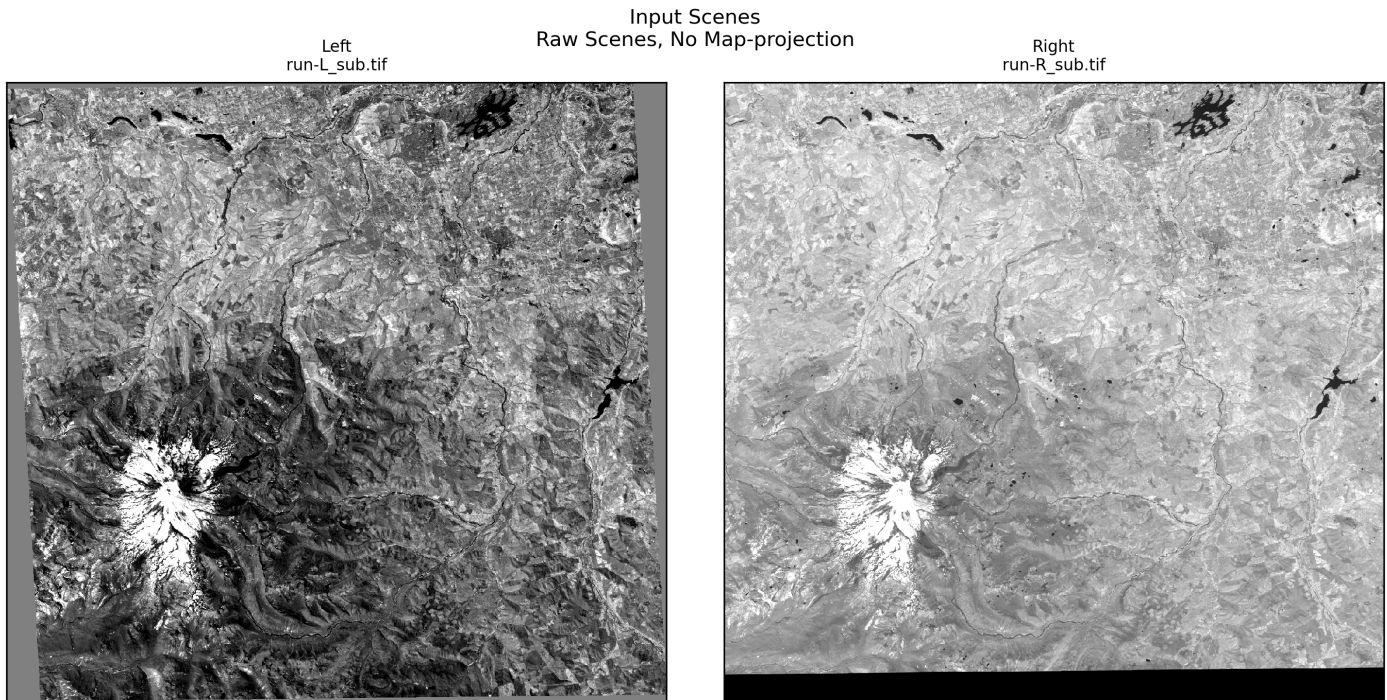 Input Scenes
Raw Scenes, No Map-projection
Left
run-L_sub.tif
Right
run-R_sub.tif